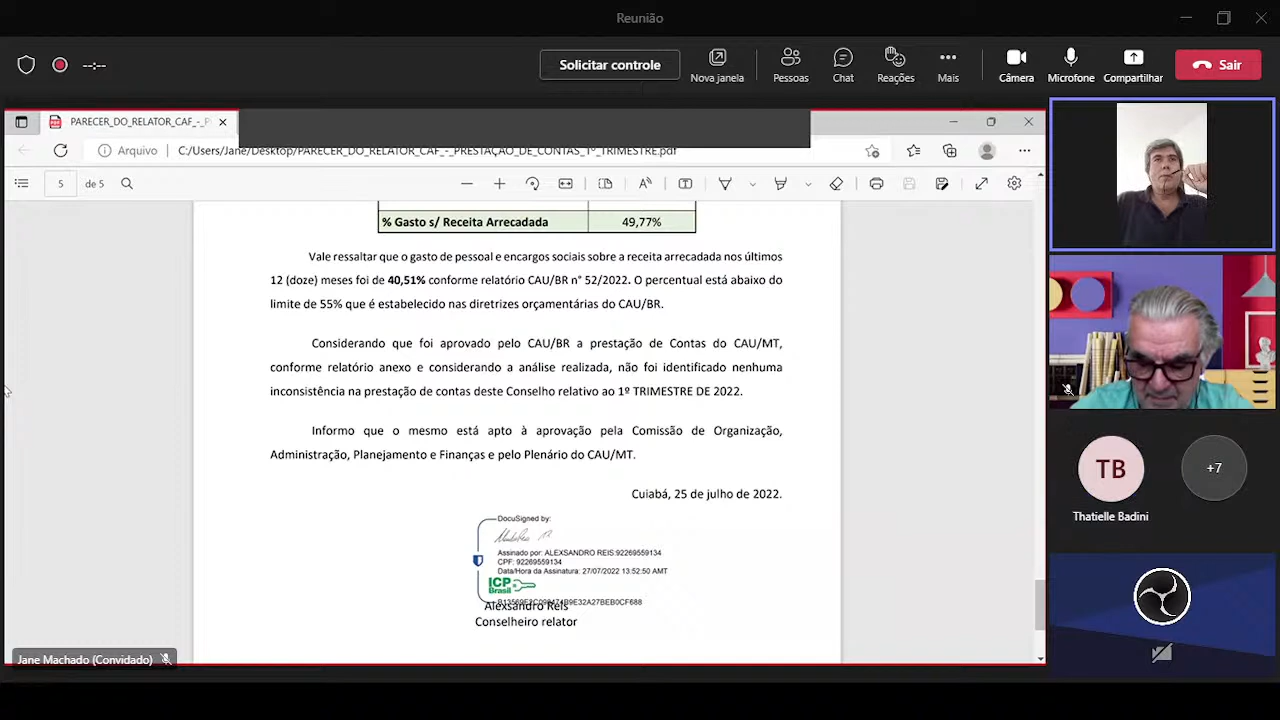 Reunião
--:--
Solicitar controle
Nova janela
Pessoas
Chat
Reações
Mais
Câmera
Microfone
Compartilhar
Sair
PARECER_DO_RELATOR_CAF_-_P
Arquivo
C:/Users/Jane/Desktop/PARECER_DO_RELATOR_CAF_-_PRESTAÇÃO_DE_CONTAS_1º_TRIMESTRE.pdf
5 de 5
% Gasto s/ Receita Arrecadada 49,77%
Vale ressaltar que o gasto de pessoal e encargos sociais sobre a receita arrecadada nos últimos
12 (doze) meses foi de 40,51% conforme relatório CAU/BR n° 52/2022. O percentual está abaixo do
limite de 55% que é estabelecido nas diretrizes orçamentárias do CAU/BR.
Considerando que foi aprovado pelo CAU/BR a prestação de Contas do CAU/MT,
conforme relatório anexo e considerando a análise realizada, não foi identificado nenhuma
inconsistência na prestação de contas deste Conselho relativo ao 1º TRIMESTRE DE 2022.
Informo que o mesmo está apto à aprovação pela Comissão de Organização,
Administração, Planejamento e Finanças e pelo Plenário do CAU/MT.
Cuiabá, 25 de julho de 2022.
DocuSigned by:
Assinado por: ALEXSANDRO REIS:92269559134
CPF: 92269559134
Data/Hora da Assinatura: 27/07/2022 13:52:50 AMT
ICP
Brasil
Alexsandro Reis
Conselheiro relator
Jane Machado (Convidado)
TB
+7
Thatielle Badini